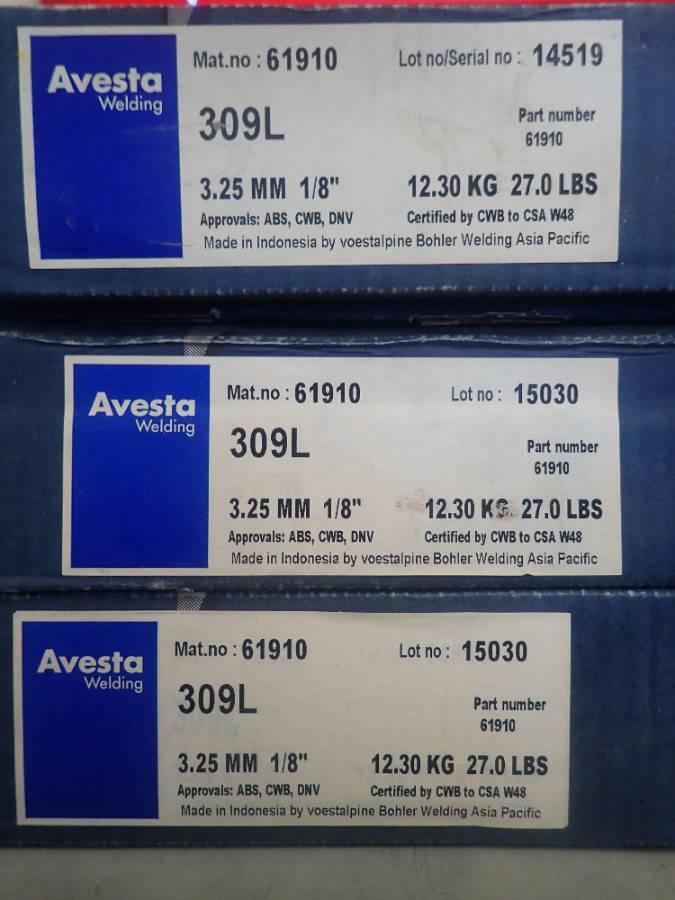 Avesta
Welding
Mat.no : 61910 Lot no/Serial no : 14519
309L
Part number
61910
3.25 MM 1/8" 12.30 KG 27.0 LBS
Approvals: ABS, CWB, DNV Certified by CWB to CSA W48
Made in Indonesia by voestalpine Bohler Welding Asia Pacific
Avesta
Welding
Mat.no : 61910 Lot no : 15030
309L
Part number
61910
3.25 MM 1/8" 12.30 KG 27.0 LBS
Approvals: ABS, CWB, DNV Certified by CWB to CSA W48
Made in Indonesia by voestalpine Bohler Welding Asia Pacific
Avesta
Welding
Mat.no : 61910 Lot no : 15030
309L
Part number
61910
3.25 MM 1/8" 12.30 KG 27.0 LBS
Approvals: ABS, CWB, DNV Certified by CWB to CSA W48
Made in Indonesia by voestalpine Bohler Welding Asia Pacific